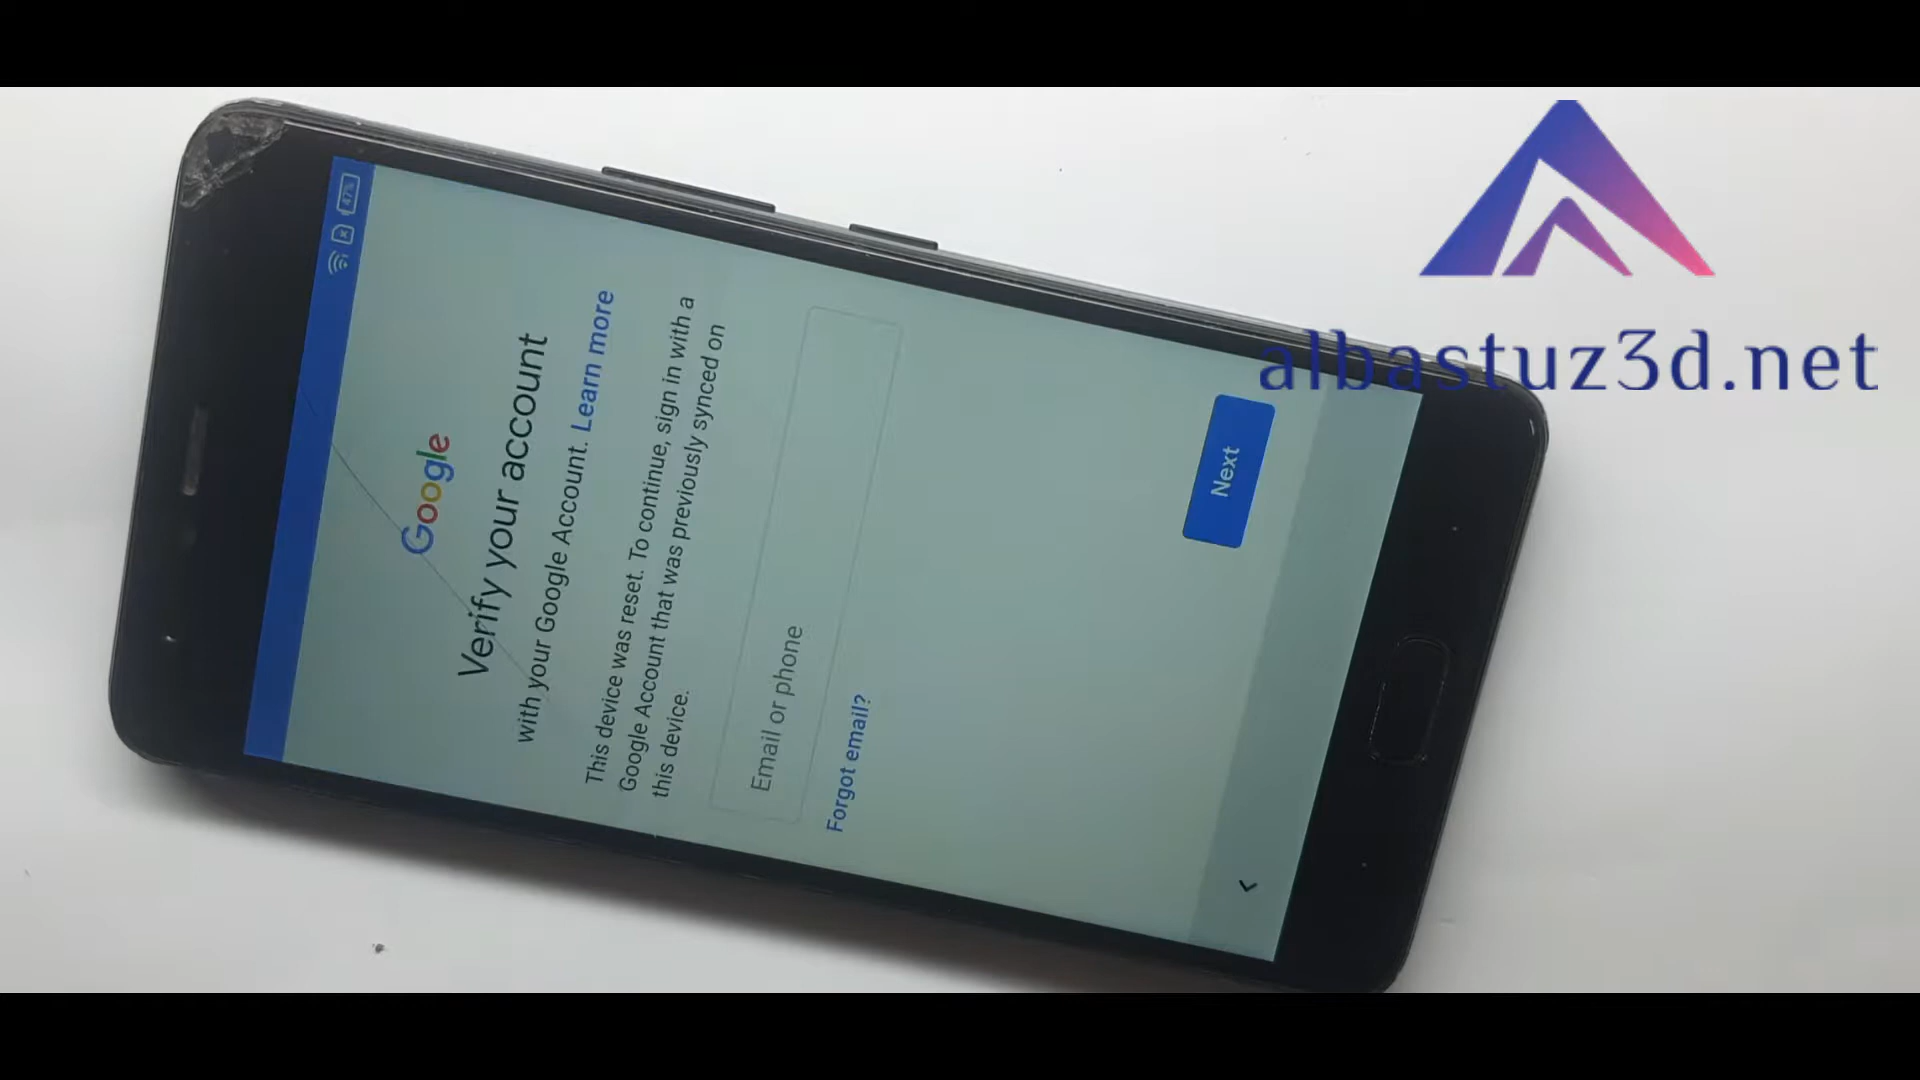 47%
Google
Verify your account
with your Google Account. Learn more
This device was reset. To continue, sign in with a
Google Account that was previously synced on
this device.
Email or phone
Forgot email?
Next
albastuz3d.net